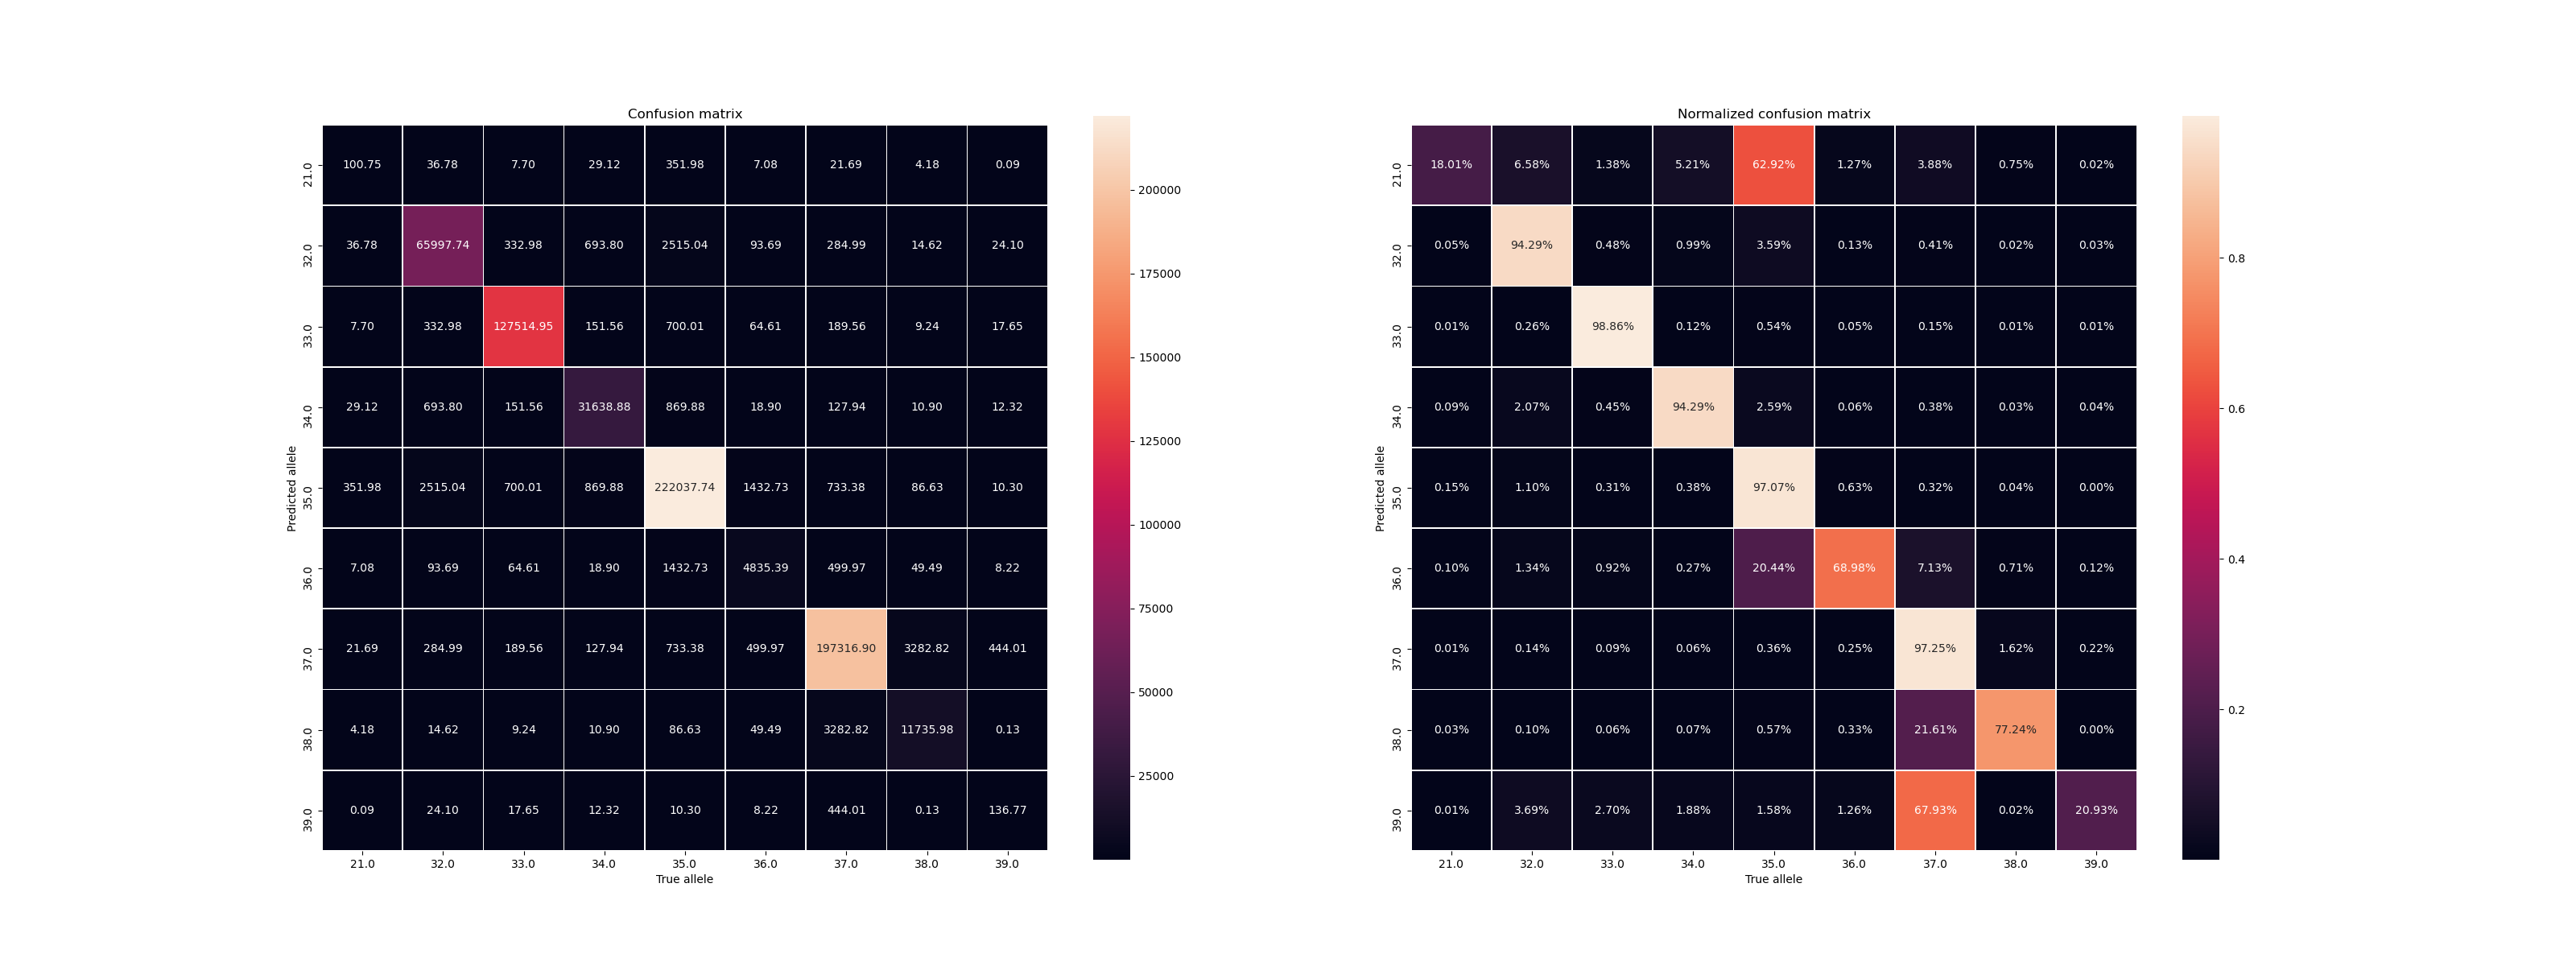 Confusion matrix
21.0 100.75 36.78 7.70 29.12 351.98 7.08 21.69 4.18 0.09
32.0 36.78 65997.74 332.98 693.80 2515.04 93.69 284.99 14.62 24.10
33.0 7.70 332.98 127514.95 151.56 700.01 64.61 189.56 9.24 17.65
34.0 29.12 693.80 151.56 31638.88 869.88 18.90 127.94 10.90 12.32
35.0 351.98 2515.04 700.01 869.88 222037.74 1432.73 733.38 86.63 10.30
36.0 7.08 93.69 64.61 18.90 1432.73 4835.39 499.97 49.49 8.22
37.0 21.69 284.99 189.56 127.94 733.38 499.97 197316.90 3282.82 444.01
38.0 4.18 14.62 9.24 10.90 86.63 49.49 3282.82 11735.98 0.13
39.0 0.09 24.10 17.65 12.32 10.30 8.22 444.01 0.13 136.77
21.0 32.0 33.0 34.0 35.0 36.0 37.0 38.0 39.0
True allele
Predicted allele
200000
175000
150000
125000
100000
75000
50000
25000
Normalized confusion matrix
21.0 18.01% 6.58% 1.38% 5.21% 62.92% 1.27% 3.88% 0.75% 0.02%
32.0 0.05% 94.29% 0.48% 0.99% 3.59% 0.13% 0.41% 0.02% 0.03%
33.0 0.01% 0.26% 98.86% 0.12% 0.54% 0.05% 0.15% 0.01% 0.01%
34.0 0.09% 2.07% 0.45% 94.29% 2.59% 0.06% 0.38% 0.03% 0.04%
35.0 0.15% 1.10% 0.31% 0.38% 97.07% 0.63% 0.32% 0.04% 0.00%
36.0 0.10% 1.34% 0.92% 0.27% 20.44% 68.98% 7.13% 0.71% 0.12%
37.0 0.01% 0.14% 0.09% 0.06% 0.36% 0.25% 97.25% 1.62% 0.22%
38.0 0.03% 0.10% 0.06% 0.07% 0.57% 0.33% 21.61% 77.24% 0.00%
39.0 0.01% 3.69% 2.70% 1.88% 1.58% 1.26% 67.93% 0.02% 20.93%
21.0 32.0 33.0 34.0 35.0 36.0 37.0 38.0 39.0
True allele
Predicted allele
0.8
0.6
0.4
0.2